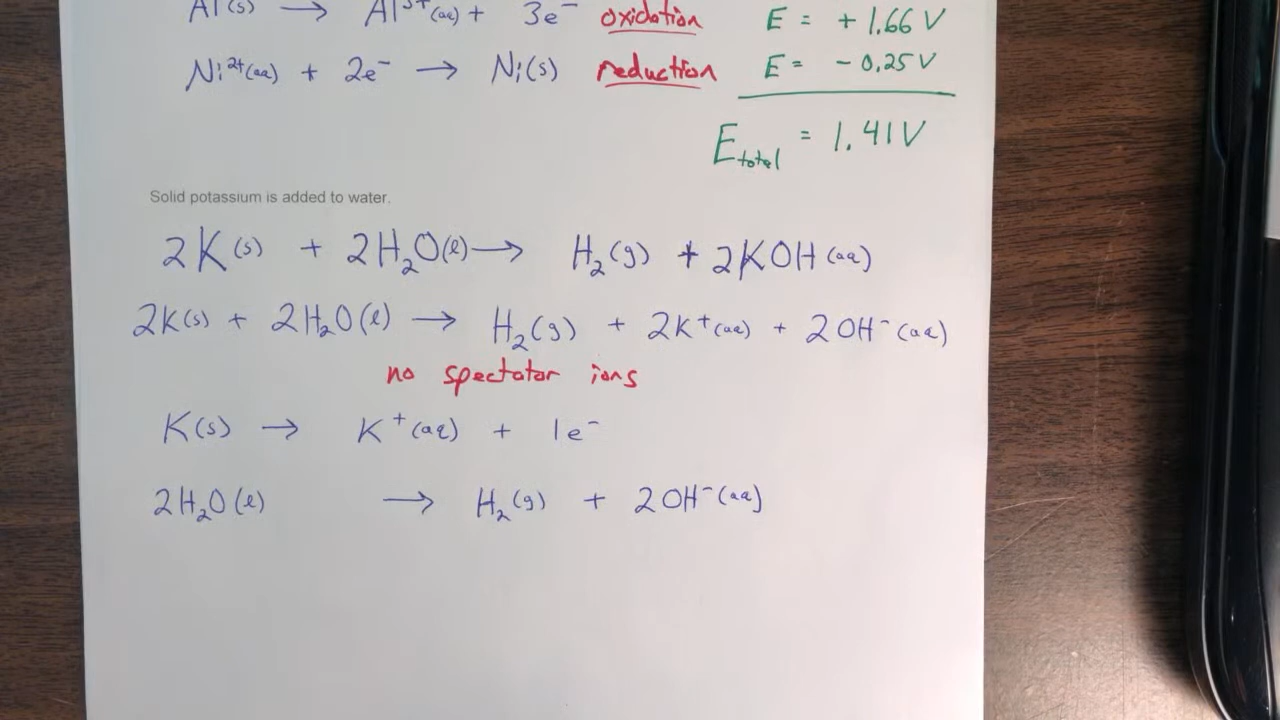 Al(s) → Al³⁺(aq) + 3e⁻ oxidation E = + 1.66 V
Ni²⁺(aq) + 2e⁻ → Ni(s) reduction E = - 0.25 V
E total = 1.41 V
Solid potassium is added to water.
2K(s) + 2H₂O(l) → H₂(g) + 2KOH(aq)
2K(s) + 2H₂O(l) → H₂(g) + 2K⁺(aq) + 2OH⁻(aq)
no spectator ions
K(s) → K⁺(aq) + 1e⁻
2H₂O(l) → H₂(g) + 2OH⁻(aq)